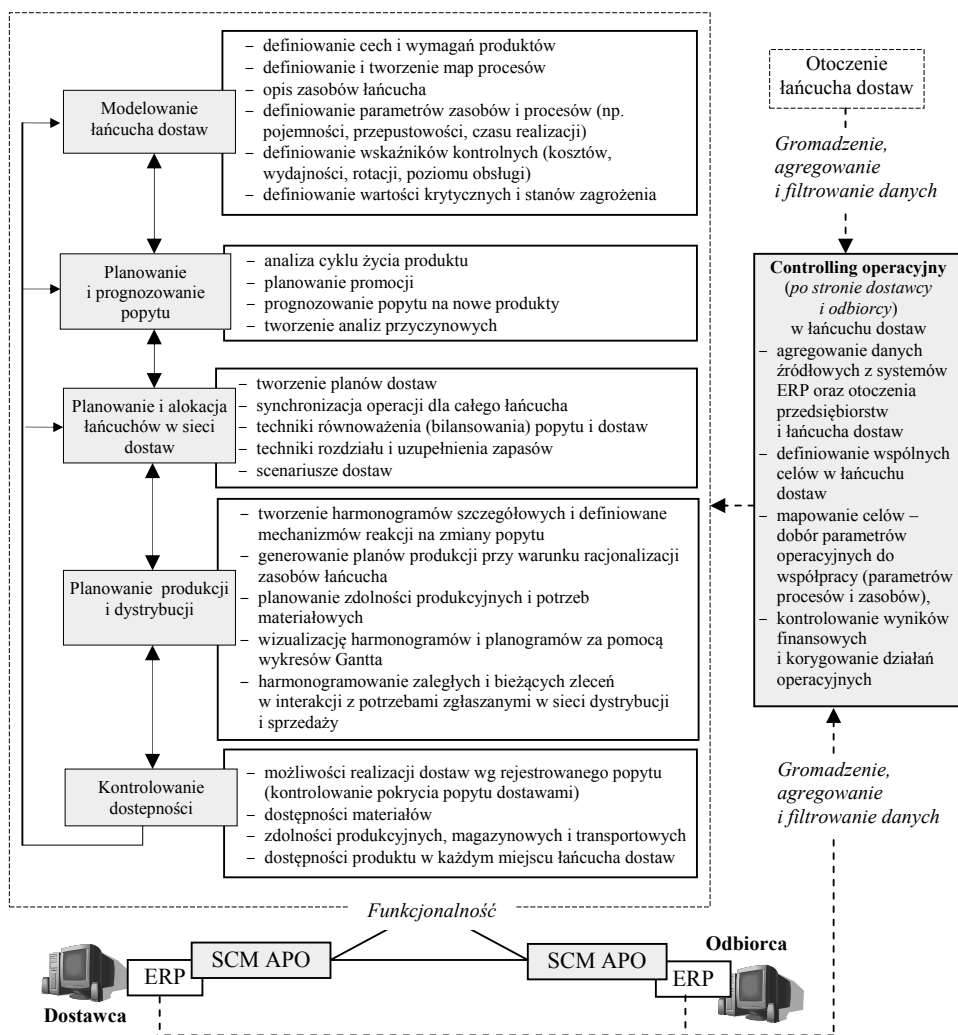 Modelowanie
łańcucha dostaw
– definiowanie cech i wymagań produktów
– definiowanie i tworzenie map procesów
– opis zasobów łańcucha
– definiowanie parametrów zasobów i procesów (np.
pojemności, przepustowości, czasu realizacji)
– definiowanie wskaźników kontrolnych (kosztów,
wydajności, rotacji, poziomu obsługi)
– definiowanie wartości krytycznych i stanów zagrożenia
Planowanie
i prognozowanie
popytu
– analiza cyklu życia produktu
– planowanie promocji
– prognozowanie popytu na nowe produkty
– tworzenie analiz przyczynowych
Planowanie i alokacja
łańcuchów w sieci
dostaw
– tworzenie planów dostaw
– synchronizacja operacji dla całego łańcucha
– techniki równoważenia (bilansowania) popytu i dostaw
– techniki rozdziału i uzupełnienia zapasów
– scenariusze dostaw
Planowanie produkcji
i dystrybucji
– tworzenie harmonogramów szczegółowych i definiowane
mechanizmów reakcji na zmiany popytu
– generowanie planów produkcji przy warunku racjonalizacji
zasobów łańcucha
– planowanie zdolności produkcyjnych i potrzeb
materiałowych
– wizualizację harmonogramów i planogramów za pomocą
wykresów Gantta
– harmonogramowanie zaległych i bieżących zleceń
w interakcji z potrzebami zgłaszanymi w sieci dystrybucji
i sprzedaży
Kontrolowanie
dostepności
– możliwości realizacji dostaw wg rejestrowanego popytu
(kontrolowanie pokrycia popytu dostawami)
– dostępności materiałów
– zdolności produkcyjnych, magazynowych i transportowych
– dostępności produktu w każdym miejscu łańcucha dostaw
Otoczenie
łańcucha dostaw
Gromadzenie,
agregowanie
i filtrowanie danych
Controlling operacyjny
(po stronie dostawcy
i odbiorcy)
w łańcuchu dostaw
– agregowanie danych
źródłowych z systemów
ERP oraz otoczenia
przedsiębiorstw
i łańcucha dostaw
– definiowanie wspólnych
celów w łańcuchu
dostaw
– mapowanie celów –
dobór parametrów
operacyjnych do
współpracy (parametrów
procesów i zasobów),
– kontrolowanie wyników
finansowych
i korygowanie działań
operacyjnych
Gromadzenie,
agregowanie
i filtrowanie danych
Funkcjonalność
Dostawca
ERP
SCM APO
SCM APO
ERP
Odbiorca